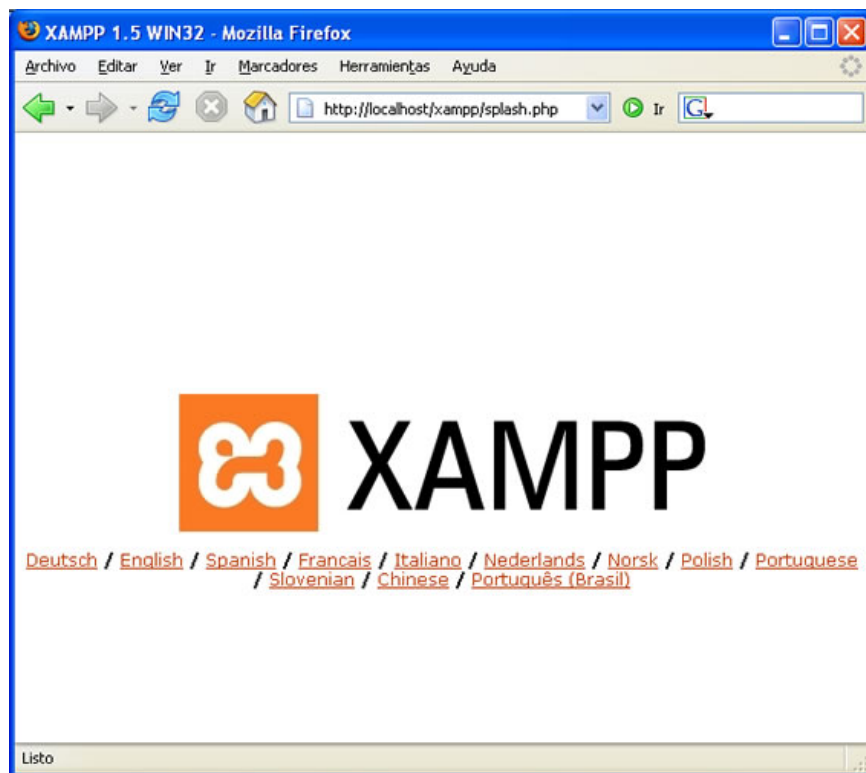 XAMPP 1.5 WIN32 - Mozilla Firefox
Archivo Editar Ver Ir Marcadores Herramientas Ayuda
http://localhost/xampp/splash.php Ir G
XAMPP
Deutsch / English / Spanish / Francais / Italiano / Nederlands / Norsk / Polish / Portuguese
/ Slovenian / Chinese / Português (Brasil)
Listo